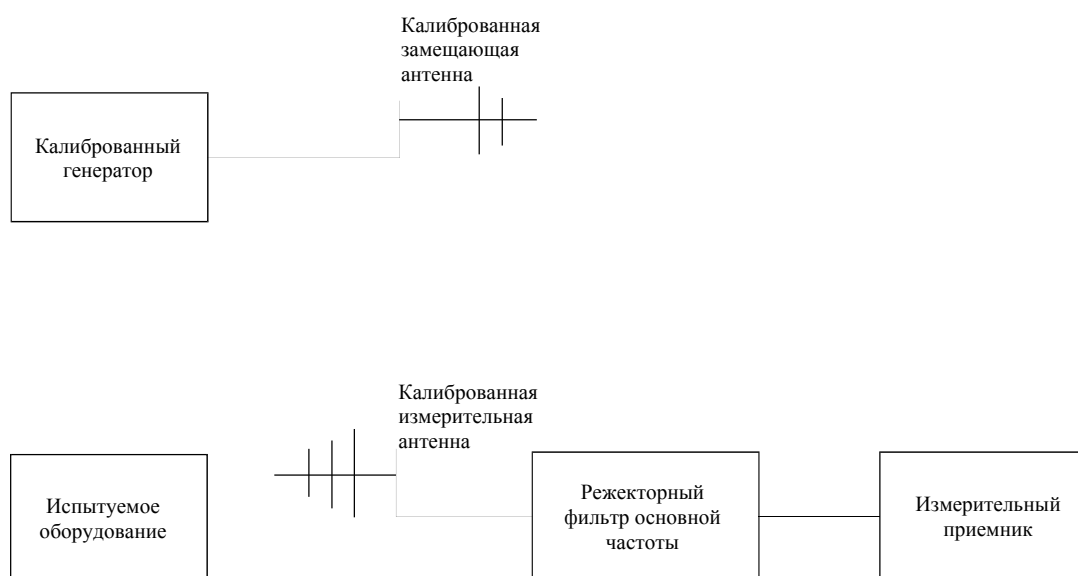 Калиброванная
замещающая
антенна
Калиброванный
генератор
Калиброванная
измерительная
антенна
Испытуемое
оборудование
Режекторный
фильтр основной
частоты
Измерительный
приемник